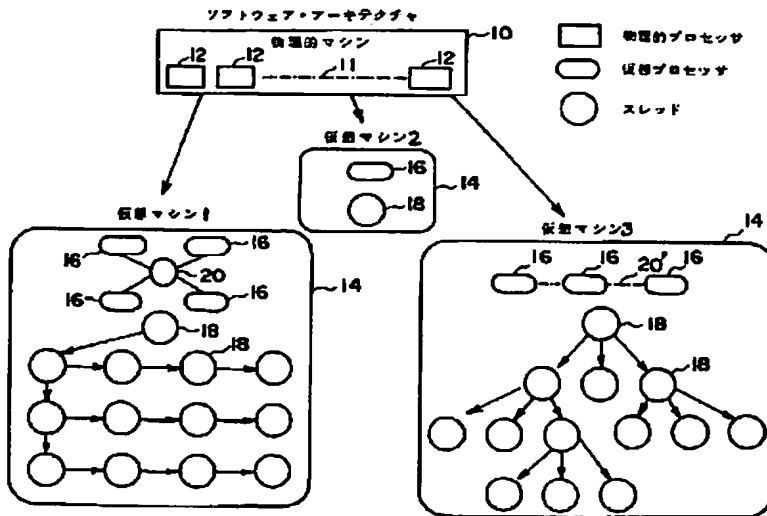 ソフトウェア・アーキテクチャ
物理的マシン
10
12
12
11
12
物理的プロセッサ
仮想プロセッサ
スレッド
仮想マシン2
16
14
18
仮想マシン1
16
16
20
16
16
14
18
18
仮想マシン3
14
16
16
20'
16
18
18